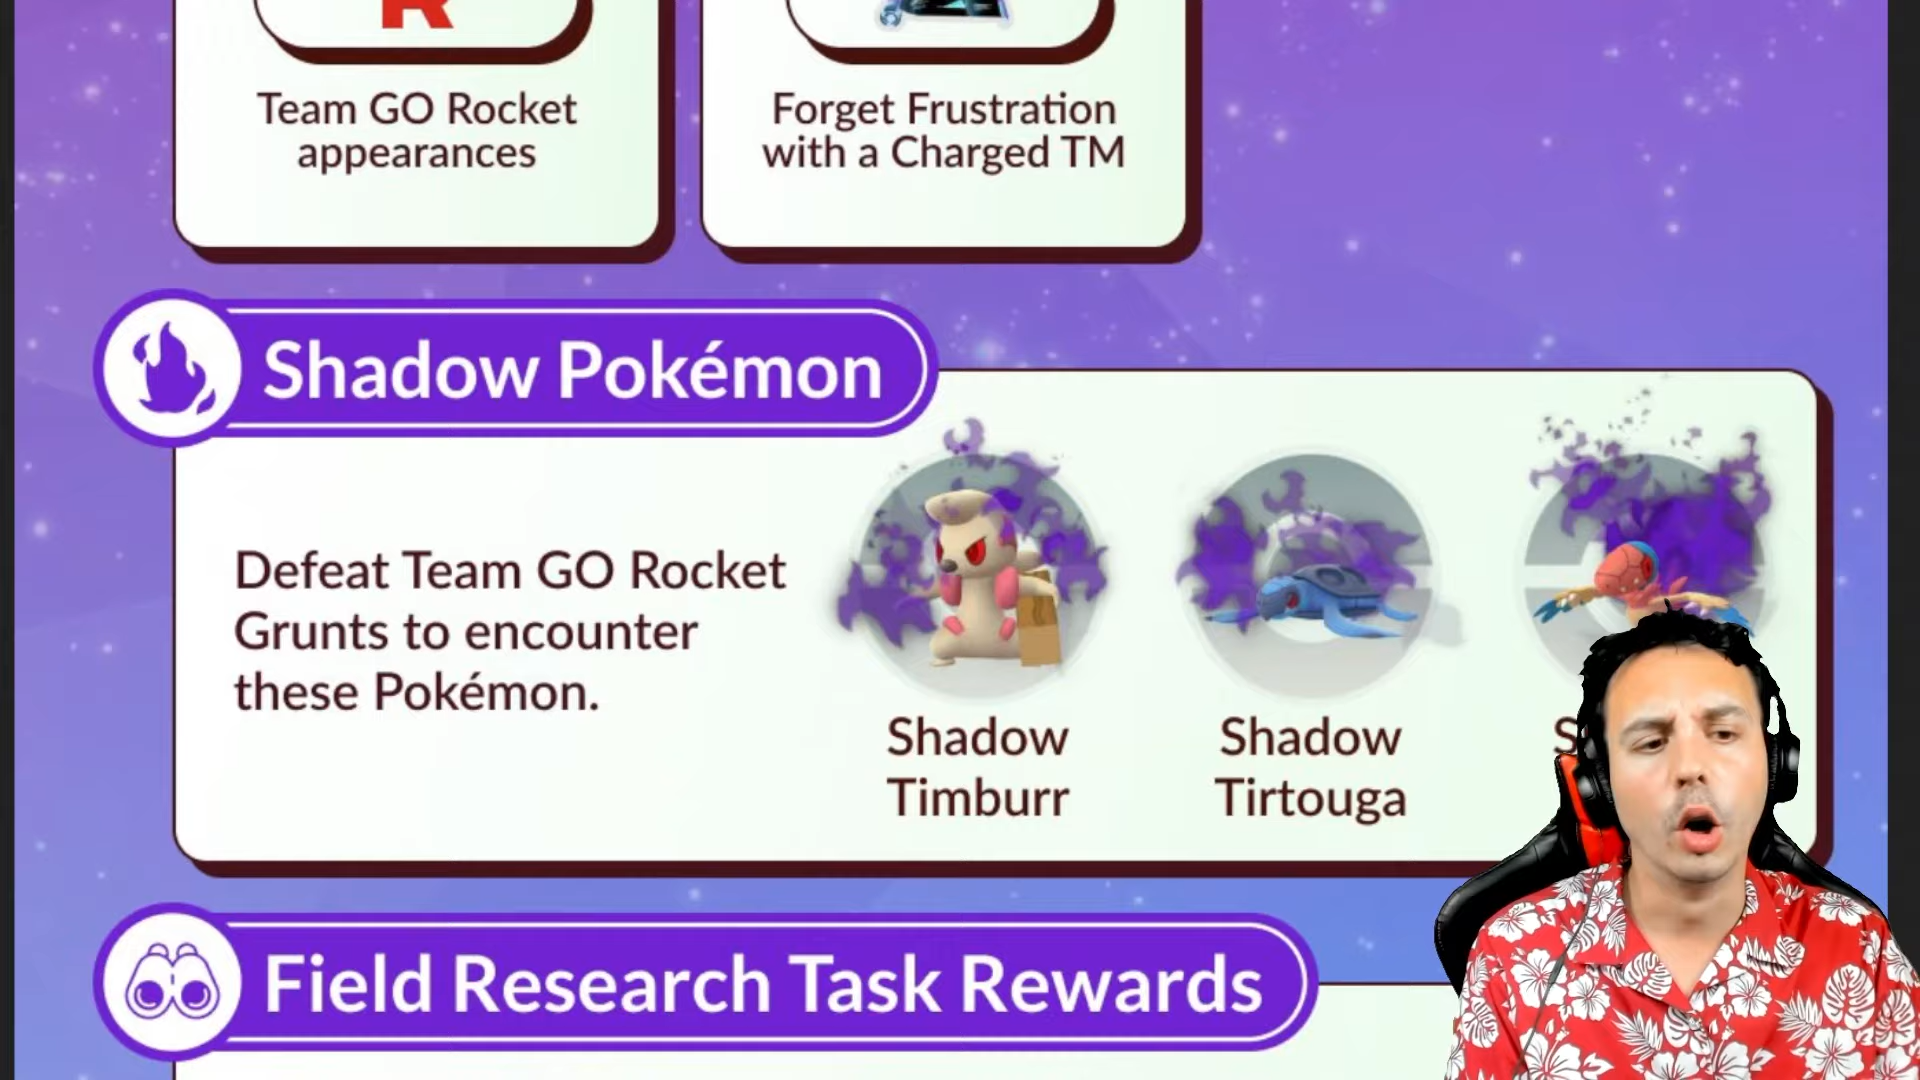 R
Team GO Rocket
appearances
Forget Frustration
with a Charged TM
Shadow Pokémon
Defeat Team GO Rocket
Grunts to encounter
these Pokémon.
Shadow
Timburr
Shadow
Tirtouga
Field Research Task Rewards